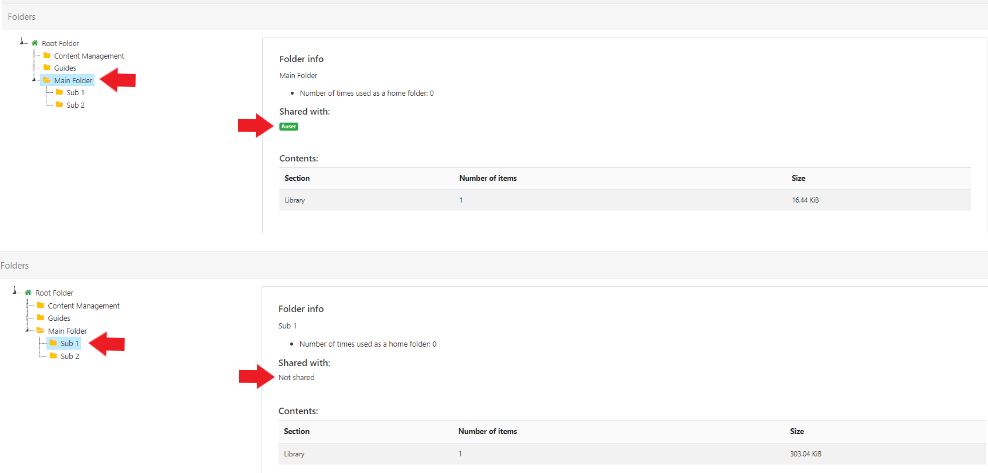 Folders
Root Folder
Content Management
Guides
Main Folder
Sub 1
Sub 2
Folder info
Main Folder
Number of times used as a home folder: 0
Shared with:
Auser
Contents:
Section Number of items Size
Library 1 16.44 KiB
Folders
Root Folder
Content Management
Guides
Main Folder
Sub 1
Sub 2
Folder info
Sub 1
Number of times used as a home folder: 0
Shared with:
Not shared
Contents:
Section Number of items Size
Library 1 303.04 KiB